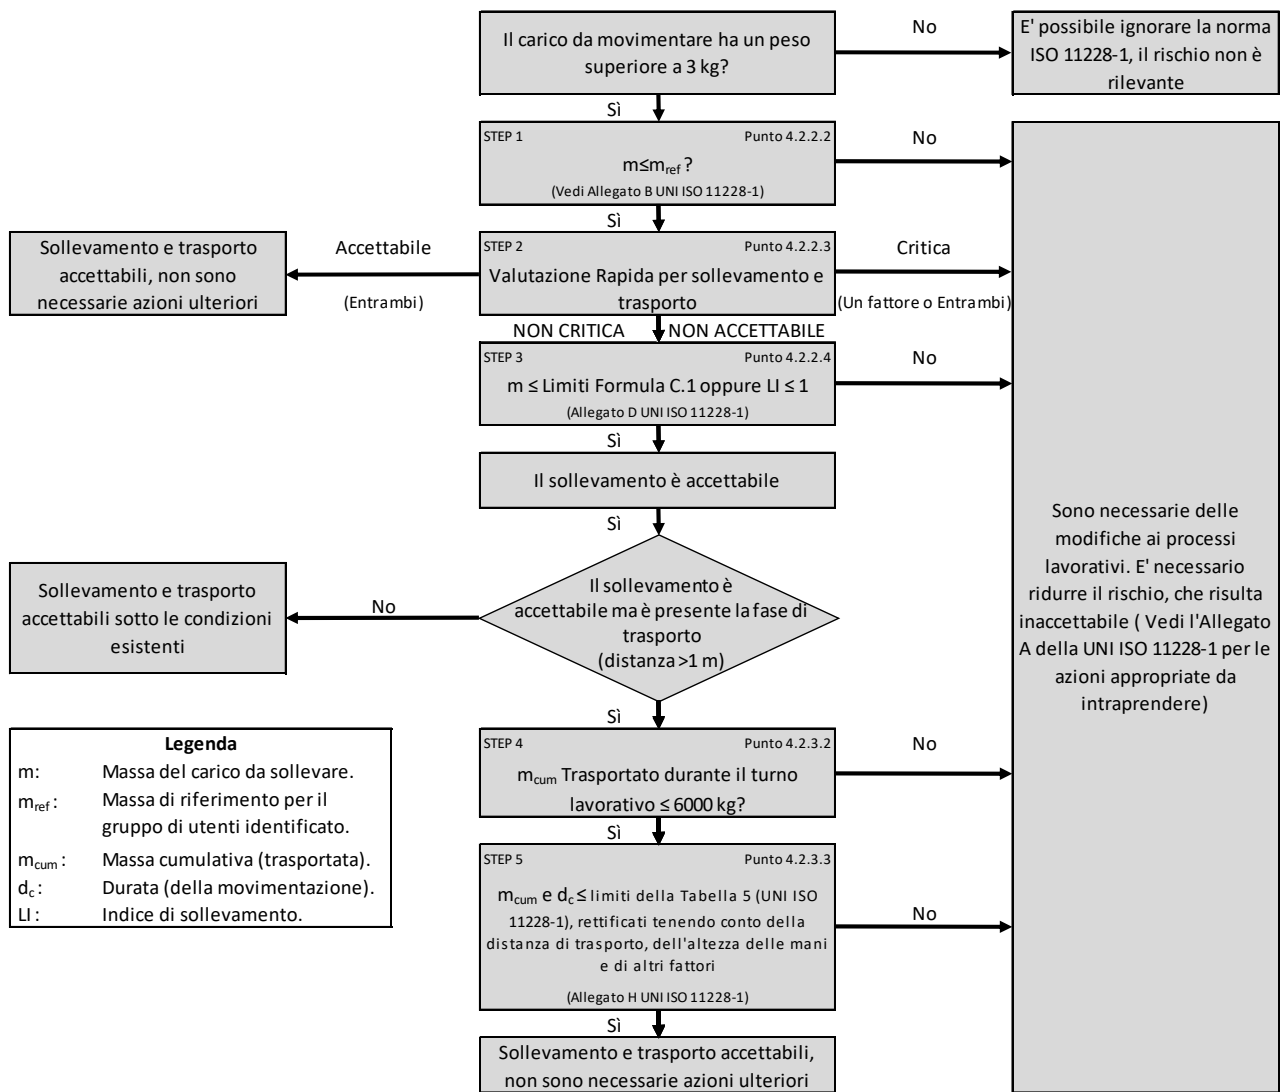 Il carico da movimentare ha un peso
superiore a 3 kg?
No
E' possibile ignorare la norma
ISO 11228-1, il rischio non è
rilevante
Sì
STEP 1 Punto 4.2.2.2
m≤mref ?
(Vedi Allegato B UNI ISO 11228-1)
No
Sì
Sollevamento e trasporto
accettabili, non sono
necessarie azioni ulteriori
Accettabile
(Entrambi)
STEP 2 Punto 4.2.2.3
Valutazione Rapida per sollevamento e
trasporto
Critica
(Un fattore o Entrambi)
NON CRITICA NON ACCETTABILE
STEP 3 Punto 4.2.2.4
m ≤ Limiti Formula C.1 oppure LI ≤ 1
(Allegato D UNI ISO 11228-1)
No
Sì
Il sollevamento è accettabile
Sì
Il sollevamento è
accettabile ma è presente la fase di
trasporto
(distanza >1 m)
No
Sollevamento e trasporto
accettabili sotto le condizioni
esistenti
Sono necessarie delle
modifiche ai processi
lavorativi. E' necessario
ridurre il rischio, che risulta
inaccettabile ( Vedi l'Allegato
A della UNI ISO 11228-1 per le
azioni appropriate da
intraprendere)
Sì
STEP 4 Punto 4.2.3.2
mcum Trasportato durante il turno
lavorativo ≤ 6000 kg?
No
Sì
STEP 5 Punto 4.2.3.3
mcum e dc ≤ limiti della Tabella 5 (UNI ISO
11228-1), rettificati tenendo conto della
distanza di trasporto, dell'altezza delle mani
e di altri fattori
(Allegato H UNI ISO 11228-1)
No
Sì
Sollevamento e trasporto accettabili,
non sono necessarie azioni ulteriori
Legenda
m: Massa del carico da sollevare.
mref : Massa di riferimento per il
gruppo di utenti identificato.
mcum : Massa cumulativa (trasportata).
dc : Durata (della movimentazione).
LI : Indice di sollevamento.